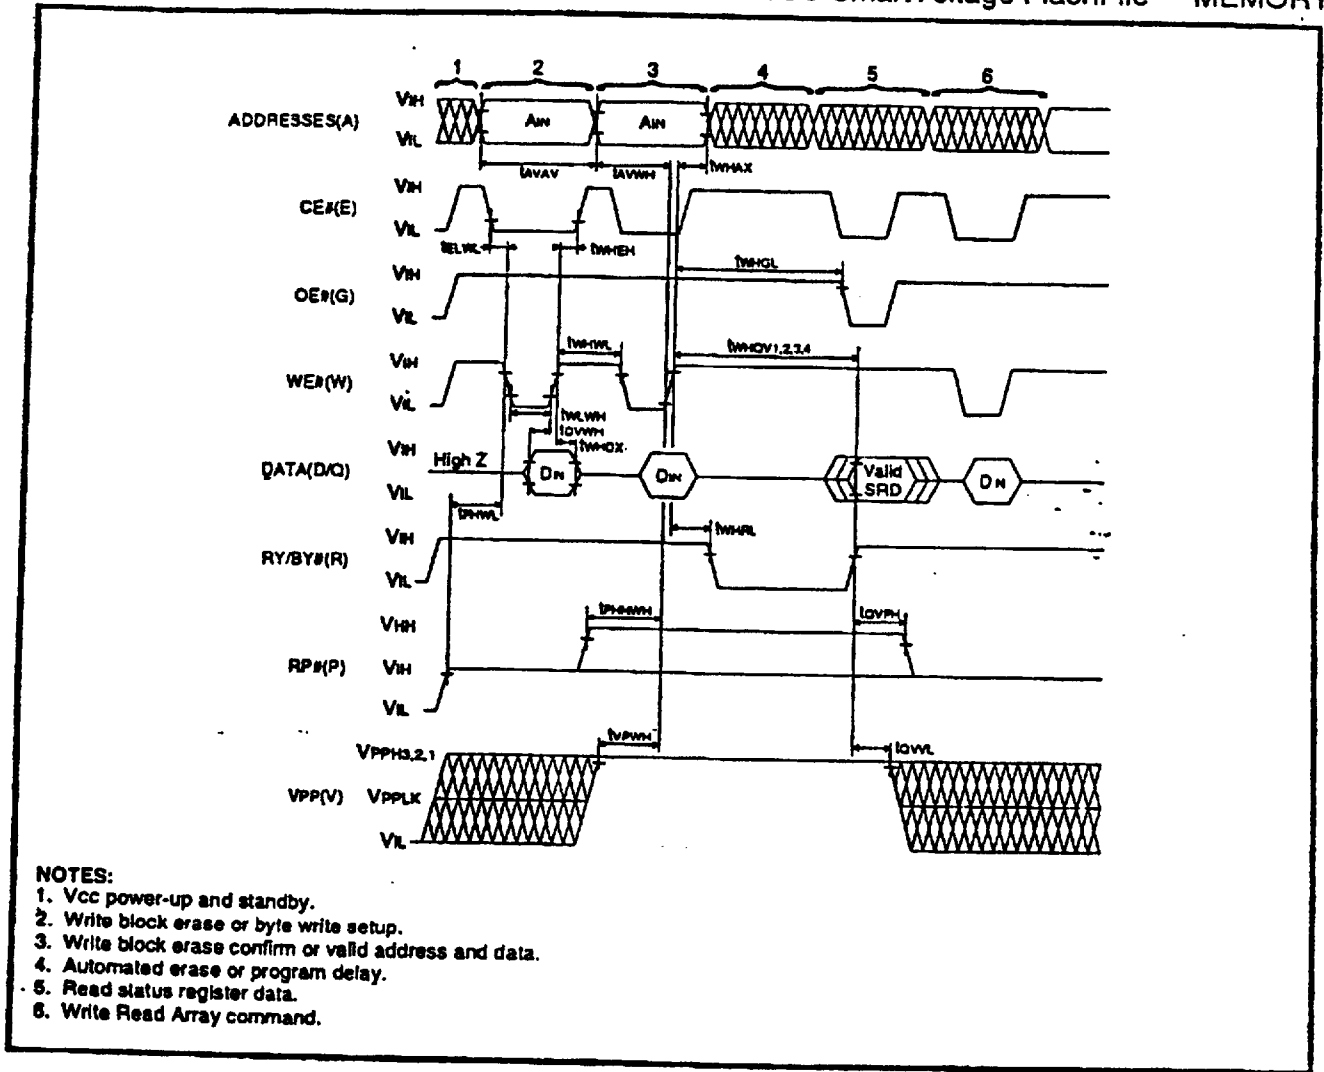 SmartVoltage FlashFile MEMORY
1 2 3 4 5 6
ADDRESSES(A) VIH VIL AIN AIN
tAVAV tAVWH tWHAX
CE#(E) VIH VIL
tELWL tWHEH
OE#(G) VIH VIL tWHGL
WE#(W) VIH VIL tWHWL tWHQV1,2,3,4
tWLWH
tDVWH
tWHDX
DATA(D/Q) VIH VIL High Z DIN DIN Valid SRD DIN
tPHWL tWHRL
RY/BY#(R) VIH VIL
tPHHWH tQVPH
RP#(P) VHH VIH VIL
tVPWH tQVVL
VPP(V) VPPH3,2,1 VPPLK VIL
NOTES:
1. Vcc power-up and standby.
2. Write block erase or byte write setup.
3. Write block erase confirm or valid address and data.
4. Automated erase or program delay.
5. Read status register data.
6. Write Read Array command.